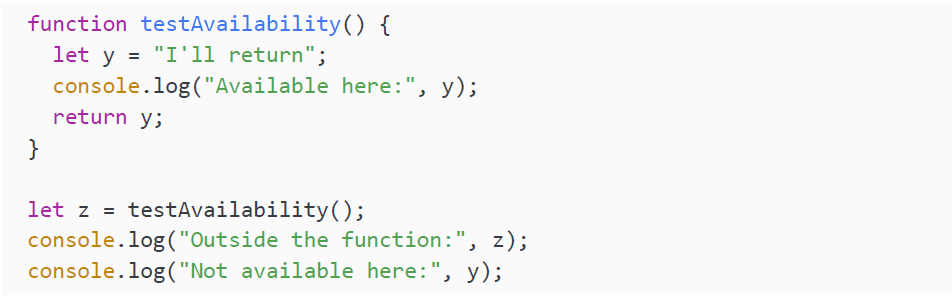 function testAvailability() {
  let y = "I'll return";
  console.log("Available here:", y);
  return y;
}

let z = testAvailability();
console.log("Outside the function:", z);
console.log("Not available here:", y);